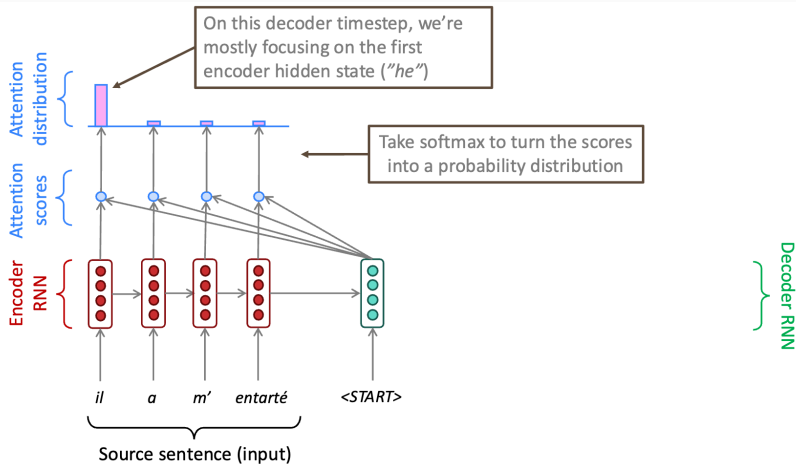 On this decoder timestep, we’re
mostly focusing on the first
encoder hidden state (”he”)
Attention
distribution
Take softmax to turn the scores
into a probability distribution
Attention
scores
Encoder
RNN
Decoder RNN
il
a
m’
entarté
<START>
Source sentence (input)